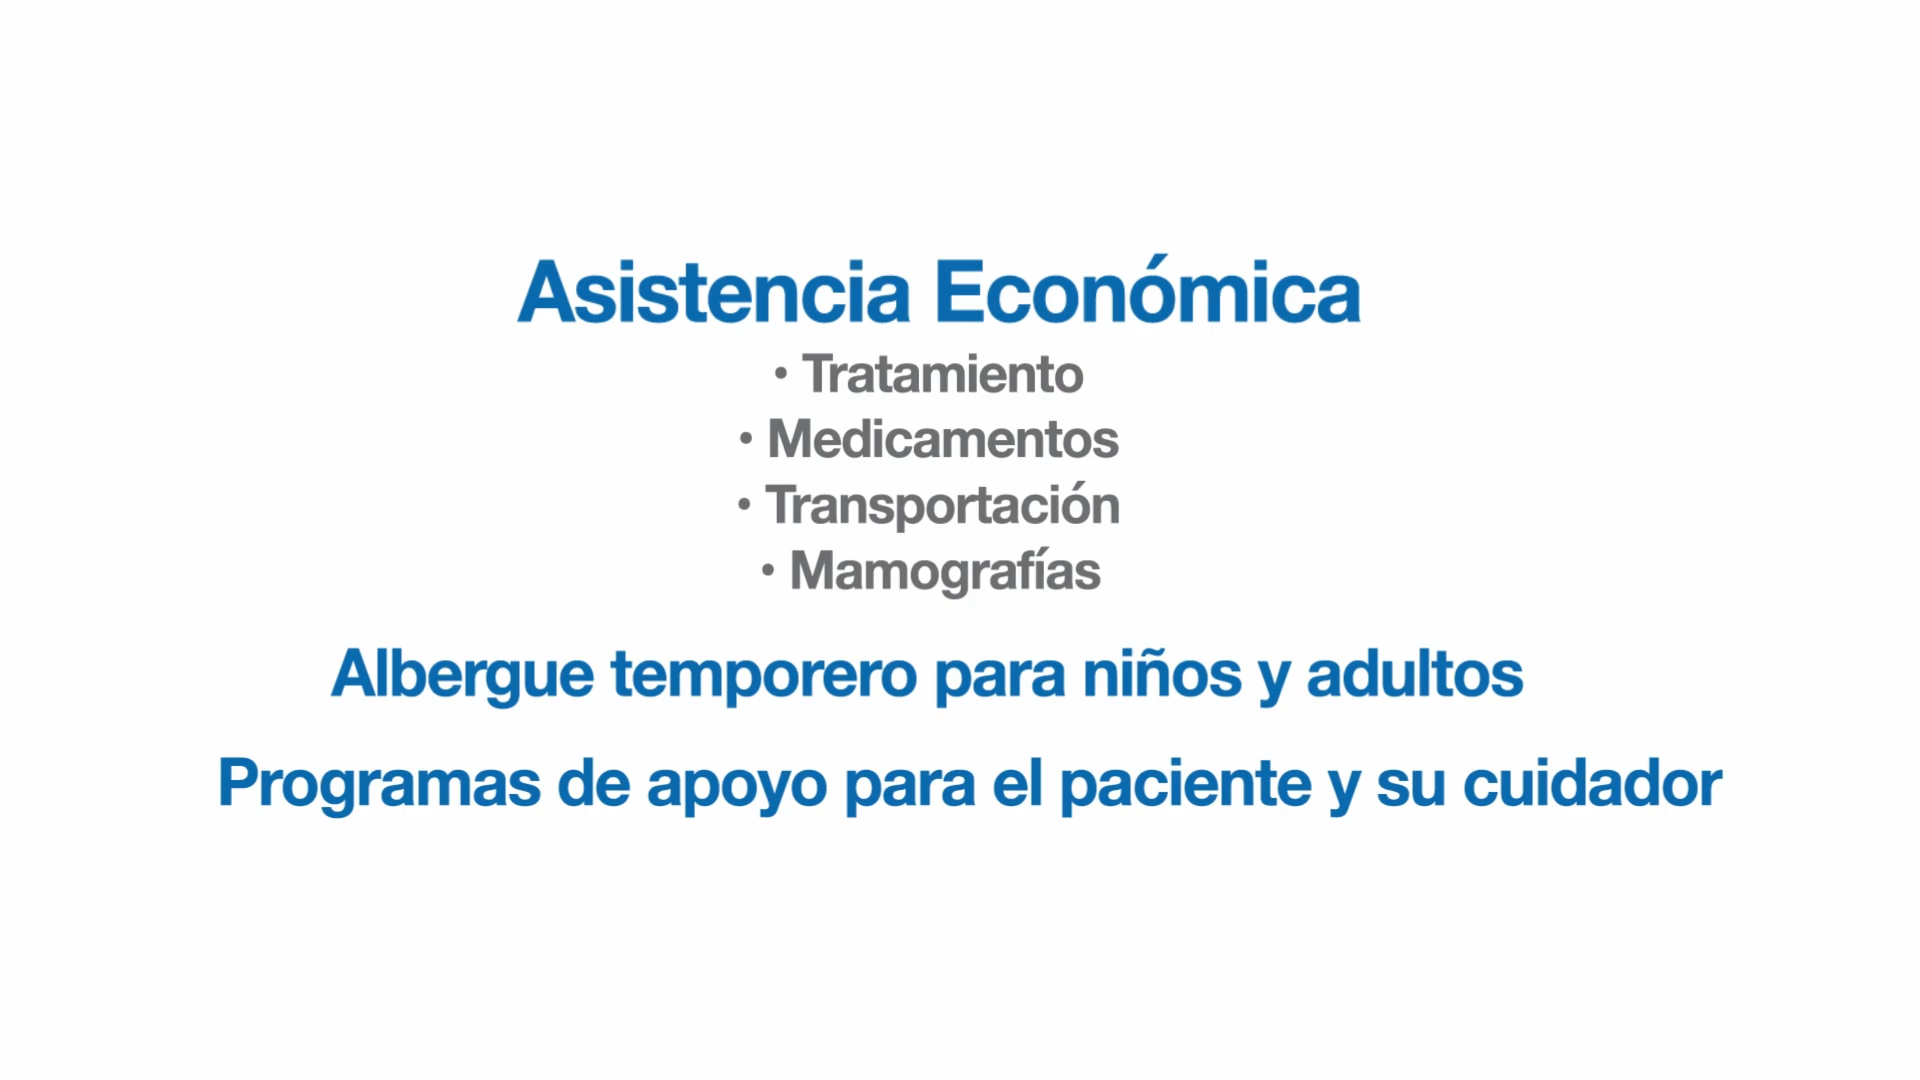 Asistencia Económica
• Tratamiento
• Medicamentos
• Transportación
• Mamografías
Albergue temporero para niños y adultos
Programas de apoyo para el paciente y su cuidador